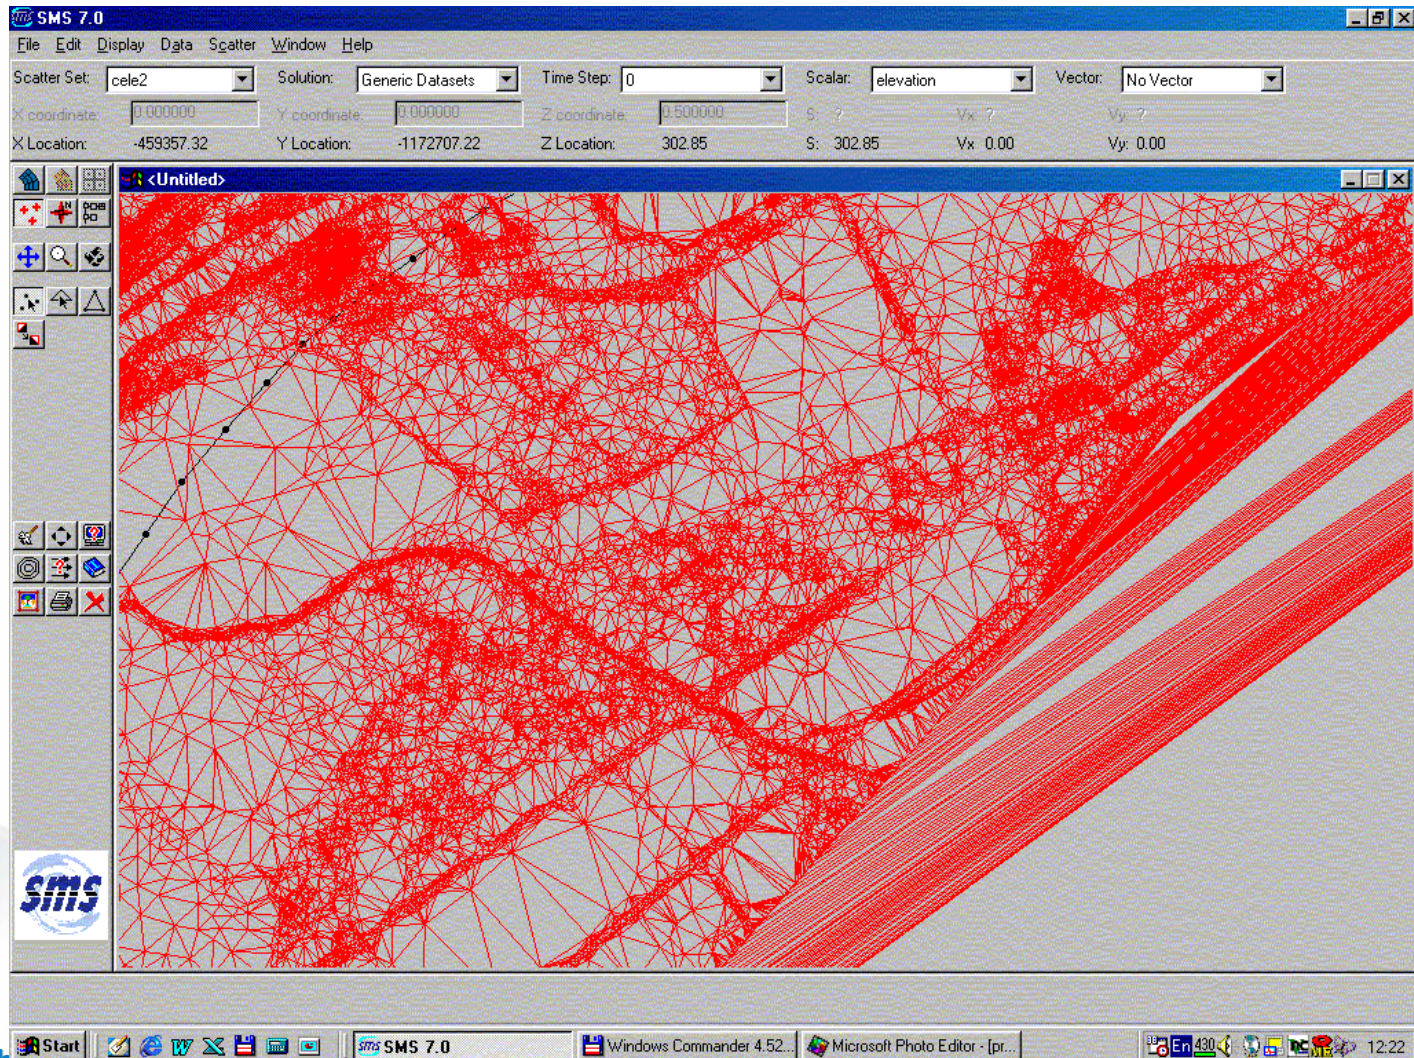 SMS 7.0
File Edit Display Data Scatter Window Help
Scatter Set: cele2 Solution: Generic Datasets Time Step: 0 Scalar: elevation Vector: No Vector
X coordinate: 0.000000 Y coordinate: 0.000000 Z coordinate: 0.500000 S: ? Vx: ? Vy: ?
X Location: -459357.32 Y Location: -1172707.22 Z Location: 302.85 S: 302.85 Vx 0.00 Vy: 0.00
<Untitled>
sms
Start W X sms SMS 7.0 Windows Commander 4.52... Microsoft Photo Editor - [pr... En 430 12:22